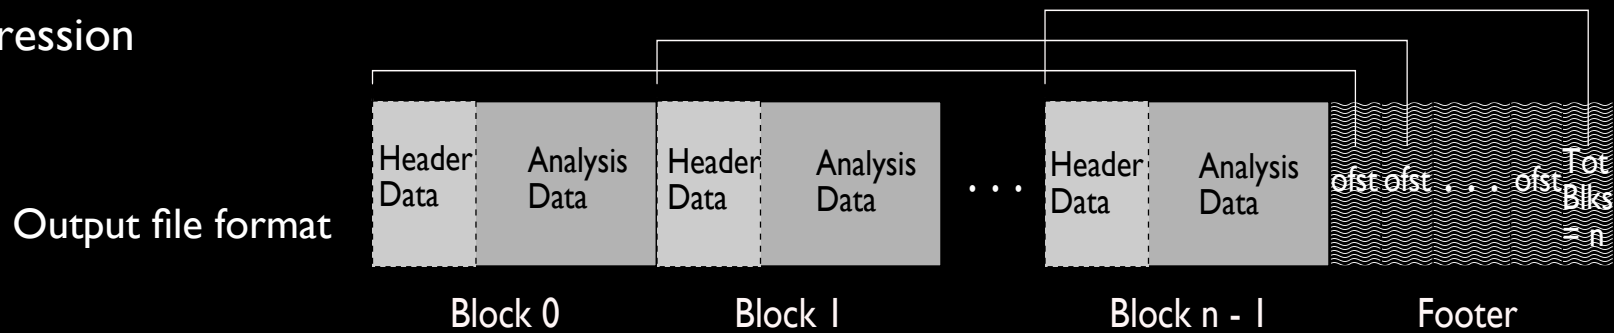 ression
Output file format
Header Data
Analysis Data
Header Data
Analysis Data
. . .
Header Data
Analysis Data
ofst ofst . . . ofst Tot Blks = n
Block 0
Block 1
Block n - 1
Footer